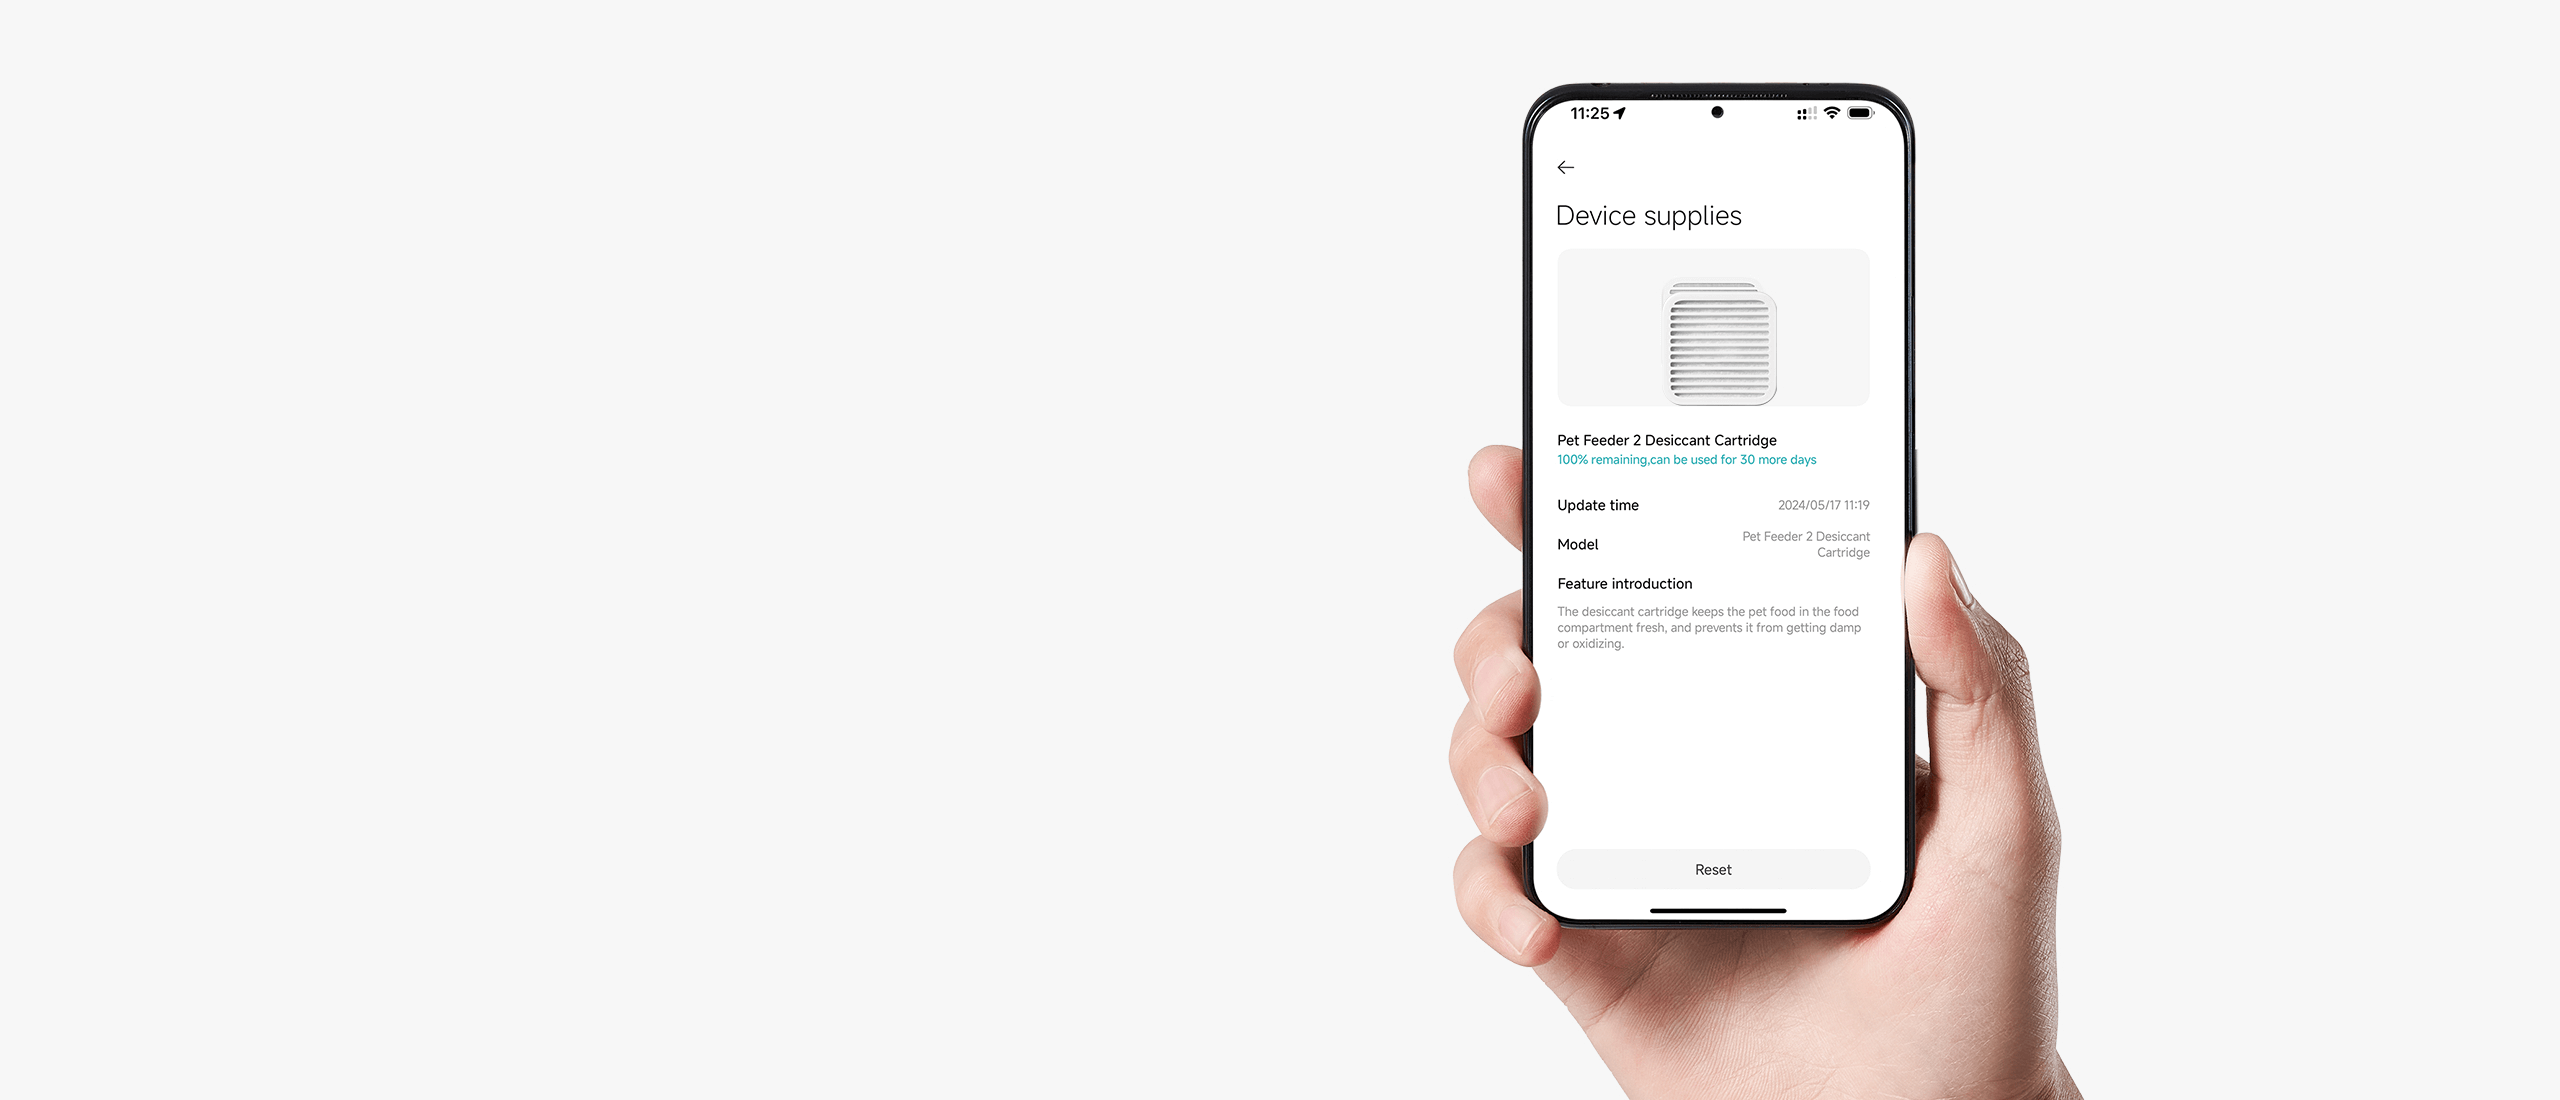 11:25
Device supplies
Pet Feeder 2 Desiccant Cartridge
100% remaining,can be used for 30 more days
Update time 2024/05/17 11:19
Model Pet Feeder 2 Desiccant
Cartridge
Feature introduction
The desiccant cartridge keeps the pet food in the food
compartment fresh, and prevents it from getting damp
or oxidizing.
Reset